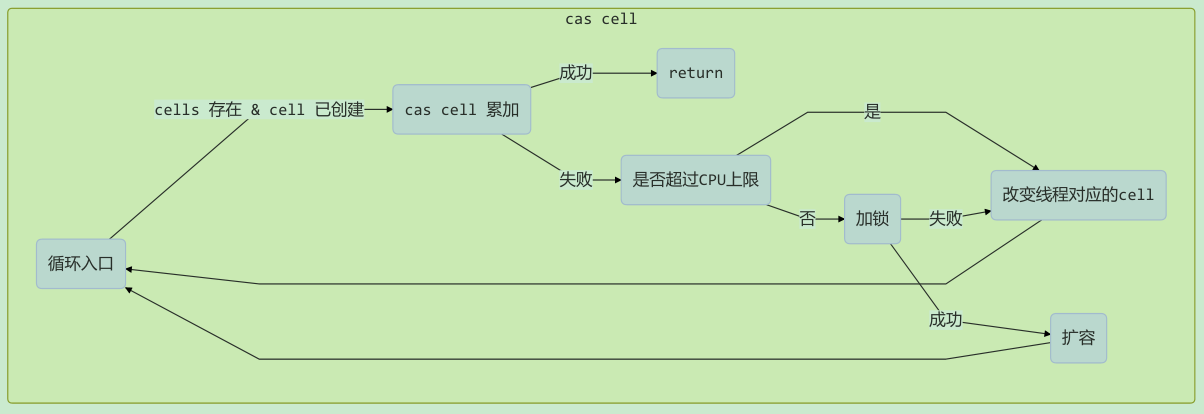 cas cell
成功
return
cells 存在 & cell 已创建
cas cell 累加
是
失败
是否超过CPU上限
改变线程对应的cell
否
加锁
失败
循环入口
成功
扩容